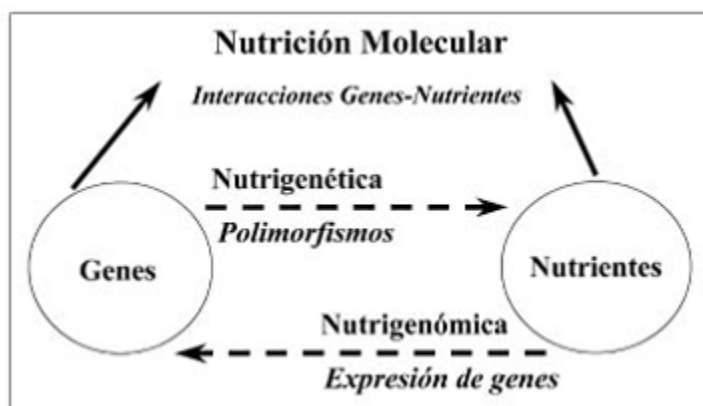 Nutrición Molecular
Interacciones Genes-Nutrientes
Nutrigenética
Polimorfismos
Genes
Nutrientes
Nutrigenómica
Expresión de genes